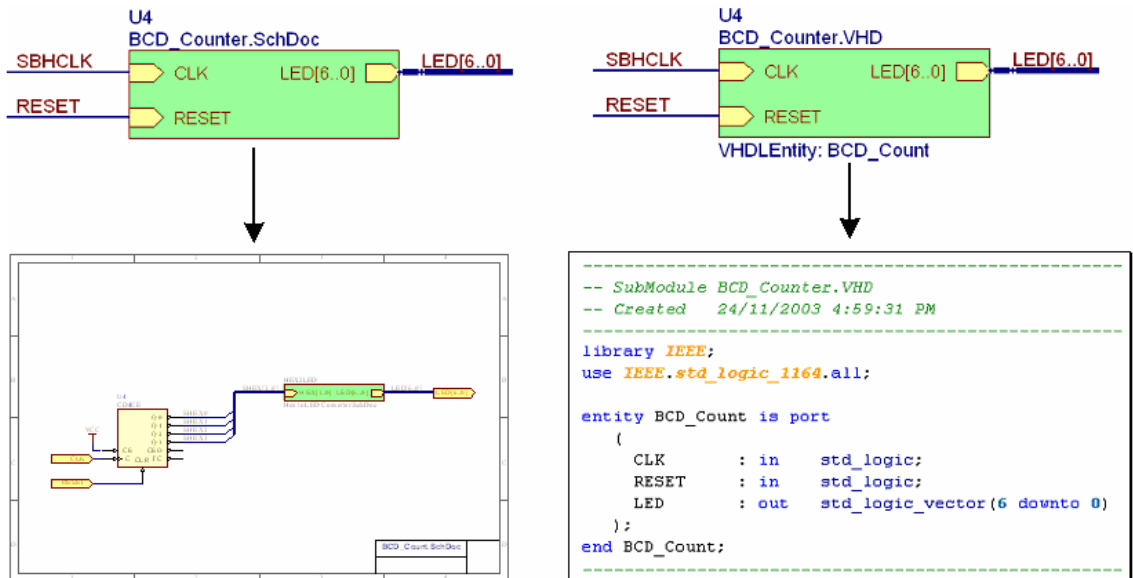 U4
BCD_Counter.SchDoc
SBHCLK
CLK
LED[6..0]
LED[6..0]
RESET
RESET
U4
BCD_Counter.VHD
SBHCLK
CLK
LED[6..0]
LED[6..0]
RESET
RESET
VHDLEntity: BCD_Count
U4
VCC
CLK
RESET
BCD_Count.SchDoc
------------------------------------------------------------
-- SubModule BCD_Counter.VHD
-- Created   24/11/2003 4:59:31 PM
------------------------------------------------------------
library IEEE;
use IEEE.std_logic_1164.all;
entity BCD_Count is port
(
CLK : in std_logic;
RESET : in std_logic;
LED : out std_logic_vector(6 downto 0)
);
end BCD_Count;
------------------------------------------------------------